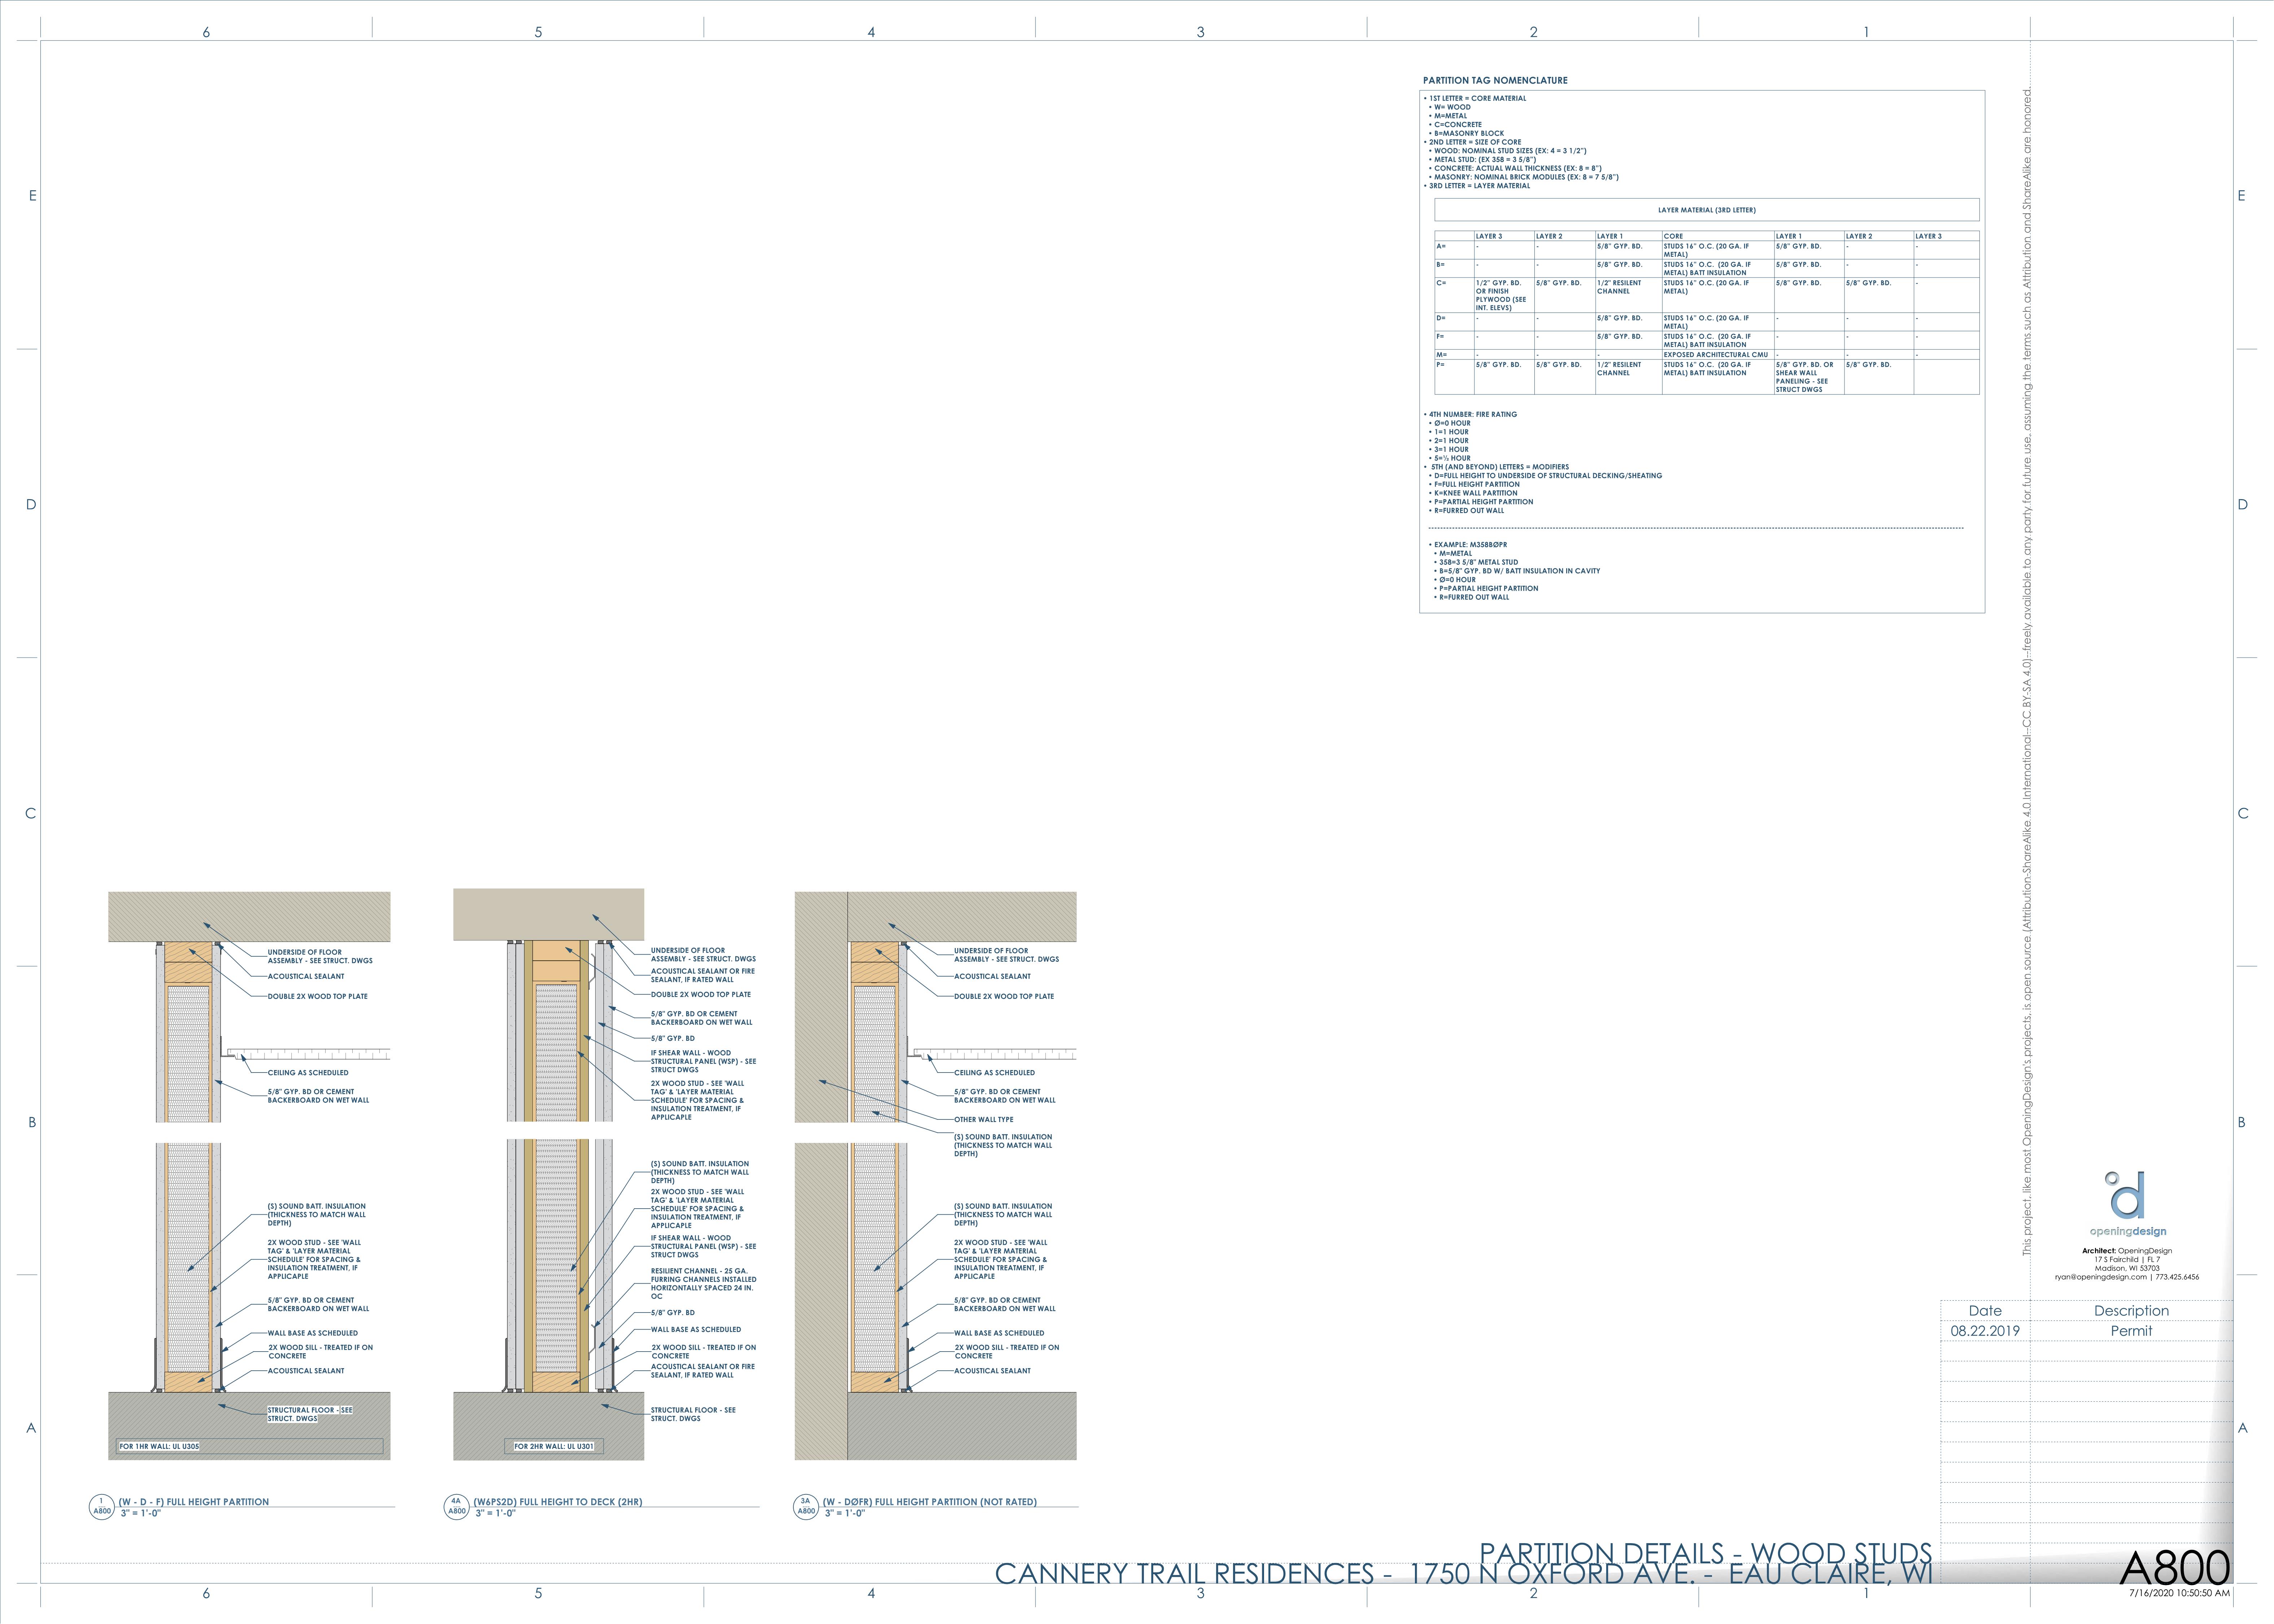 6
5
4
3
2
1
E
D
C
B
A
E
D
C
B
A
PARTITION TAG NOMENCLATURE
• 1ST LETTER = CORE MATERIAL
• W= WOOD
• M=METAL
• C=CONCRETE
• B=MASONRY BLOCK
• 2ND LETTER = SIZE OF CORE
• WOOD: NOMINAL STUD SIZES (EX: 4 = 3 1/2")
• METAL STUD: (EX 358 = 3 5/8")
• CONCRETE: ACTUAL WALL THICKNESS (EX: 8 = 8")
• MASONRY: NOMINAL BRICK MODULES (EX: 8 = 7 5/8")
• 3RD LETTER = LAYER MATERIAL
LAYER MATERIAL (3RD LETTER)
LAYER 3 LAYER 2 LAYER 1 CORE LAYER 1 LAYER 2 LAYER 3
A= - - 5/8" GYP. BD. STUDS 16" O.C. (20 GA. IF 5/8" GYP. BD. - -
METAL)
B= - - 5/8" GYP. BD. STUDS 16" O.C. (20 GA. IF 5/8" GYP. BD. - -
METAL) BATT INSULATION
C= 1/2" GYP. BD. 5/8" GYP. BD. 1/2" RESILENT STUDS 16" O.C. (20 GA. IF 5/8" GYP. BD. 5/8" GYP. BD. -
OR FINISH CHANNEL METAL)
PLYWOOD (SEE
INT. ELEVS)
D= - - 5/8" GYP. BD. STUDS 16" O.C. (20 GA. IF - - -
METAL)
F= - - 5/8" GYP. BD. STUDS 16" O.C. (20 GA. IF - - -
METAL) BATT INSULATION
M= - - - EXPOSED ARCHITECTURAL CMU - - -
P= 5/8" GYP. BD. 5/8" GYP. BD. 1/2" RESILENT STUDS 16" O.C. (20 GA. IF 5/8" GYP. BD. OR 5/8" GYP. BD.
CHANNEL METAL) BATT INSULATION SHEAR WALL
PANELING - SEE
STRUCT DWGS
• 4TH NUMBER: FIRE RATING
• Ø=0 HOUR
• 1=1 HOUR
• 2=1 HOUR
• 3=1 HOUR
• 5=½ HOUR
• 5TH (AND BEYOND) LETTERS = MODIFIERS
• D=FULL HEIGHT TO UNDERSIDE OF STRUCTURAL DECKING/SHEATING
• F=FULL HEIGHT PARTITION
• K=KNEE WALL PARTITION
• P=PARTIAL HEIGHT PARTITION
• R=FURRED OUT WALL
• EXAMPLE: M358BØPR
• M=METAL
• 358=3 5/8" METAL STUD
• B=5/8" GYP. BD W/ BATT INSULATION IN CAVITY
• Ø=0 HOUR
• P=PARTIAL HEIGHT PARTITION
• R=FURRED OUT WALL
This project, like most OpeningDesign's projects, is open source (Attribution-ShareAlike 4.0 International--CC BY-SA 4.0)--freely available to any party for future use, assuming the terms such as Attribution and ShareAlike are honored.
UNDERSIDE OF FLOOR
ASSEMBLY - SEE STRUCT. DWGS
ACOUSTICAL SEALANT
DOUBLE 2X WOOD TOP PLATE
CEILING AS SCHEDULED
5/8" GYP. BD OR CEMENT
BACKERBOARD ON WET WALL
(S) SOUND BATT. INSULATION
(THICKNESS TO MATCH WALL
DEPTH)
2X WOOD STUD - SEE 'WALL
TAG' & 'LAYER MATERIAL
SCHEDULE' FOR SPACING &
INSULATION TREATMENT, IF
APPLICAPLE
5/8" GYP. BD OR CEMENT
BACKERBOARD ON WET WALL
WALL BASE AS SCHEDULED
2X WOOD SILL - TREATED IF ON
CONCRETE
ACOUSTICAL SEALANT
STRUCTURAL FLOOR - SEE
STRUCT. DWGS
FOR 1HR WALL: UL U305
1
A800
(W - D - F) FULL HEIGHT PARTITION
3" = 1'-0"
UNDERSIDE OF FLOOR
ASSEMBLY - SEE STRUCT. DWGS
ACOUSTICAL SEALANT OR FIRE
SEALANT, IF RATED WALL
DOUBLE 2X WOOD TOP PLATE
5/8" GYP. BD OR CEMENT
BACKERBOARD ON WET WALL
5/8" GYP. BD
IF SHEAR WALL - WOOD
STRUCTURAL PANEL (WSP) - SEE
STRUCT DWGS
2X WOOD STUD - SEE 'WALL
TAG' & 'LAYER MATERIAL
SCHEDULE' FOR SPACING &
INSULATION TREATMENT, IF
APPLICAPLE
(S) SOUND BATT. INSULATION
(THICKNESS TO MATCH WALL
DEPTH)
2X WOOD STUD - SEE 'WALL
TAG' & 'LAYER MATERIAL
SCHEDULE' FOR SPACING &
INSULATION TREATMENT, IF
APPLICAPLE
IF SHEAR WALL - WOOD
STRUCTURAL PANEL (WSP) - SEE
STRUCT DWGS
RESILIENT CHANNEL - 25 GA.
FURRING CHANNELS INSTALLED
HORIZONTALLY SPACED 24 IN.
OC
5/8" GYP. BD
WALL BASE AS SCHEDULED
2X WOOD SILL - TREATED IF ON
CONCRETE
ACOUSTICAL SEALANT OR FIRE
SEALANT, IF RATED WALL
STRUCTURAL FLOOR - SEE
STRUCT. DWGS
FOR 2HR WALL: UL U301
4A
A800
(W6PS2D) FULL HEIGHT TO DECK (2HR)
3" = 1'-0"
UNDERSIDE OF FLOOR
ASSEMBLY - SEE STRUCT. DWGS
ACOUSTICAL SEALANT
DOUBLE 2X WOOD TOP PLATE
CEILING AS SCHEDULED
5/8" GYP. BD OR CEMENT
BACKERBOARD ON WET WALL
OTHER WALL TYPE
(S) SOUND BATT. INSULATION
(THICKNESS TO MATCH WALL
DEPTH)
(S) SOUND BATT. INSULATION
(THICKNESS TO MATCH WALL
DEPTH)
2X WOOD STUD - SEE 'WALL
TAG' & 'LAYER MATERIAL
SCHEDULE' FOR SPACING &
INSULATION TREATMENT, IF
APPLICAPLE
5/8" GYP. BD OR CEMENT
BACKERBOARD ON WET WALL
WALL BASE AS SCHEDULED
2X WOOD SILL - TREATED IF ON
CONCRETE
ACOUSTICAL SEALANT
3A
A800
(W - DØFR) FULL HEIGHT PARTITION (NOT RATED)
3" = 1'-0"
openingdesign
Architect: OpeningDesign
17 S Fairchild | FL 7
Madison, WI 53703
ryan@openingdesign.com | 773.425.6456
Date Description
08.22.2019 Permit
PARTITION DETAILS - WOOD STUDS
CANNERY TRAIL RESIDENCES - 1750 N OXFORD AVE. - EAU CLAIRE, WI
A800
7/16/2020 10:50:50 AM
6
5
4
3
2
1